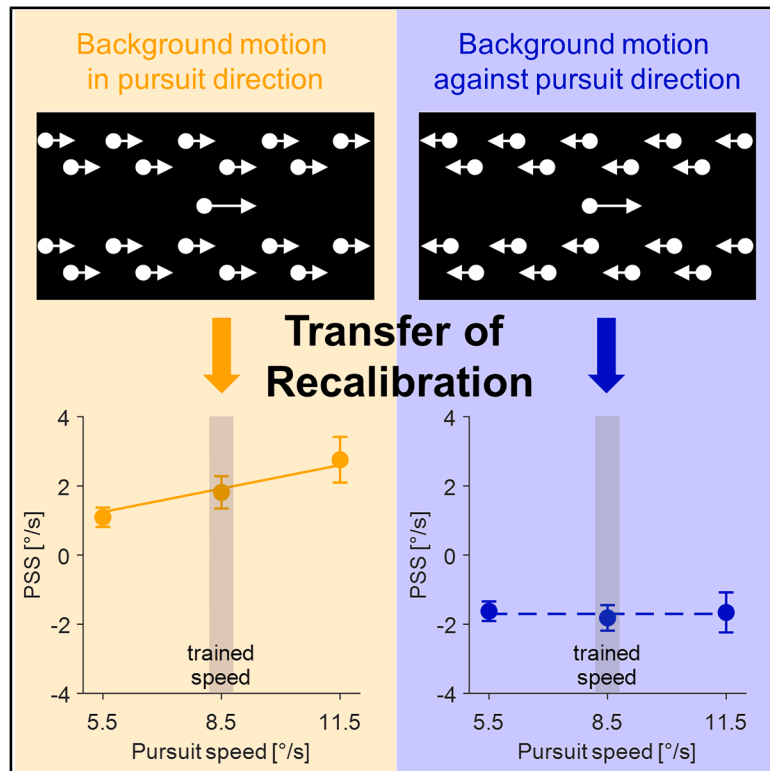 Background motion
in pursuit direction
Background motion
against pursuit direction
Transfer of
Recalibration
4
2
0
-2
-4
PSS [°/s]
trained
speed
5.5
8.5
11.5
Pursuit speed [°/s]
4
2
0
-2
-4
PSS [°/s]
trained
speed
5.5
8.5
11.5
Pursuit speed [°/s]